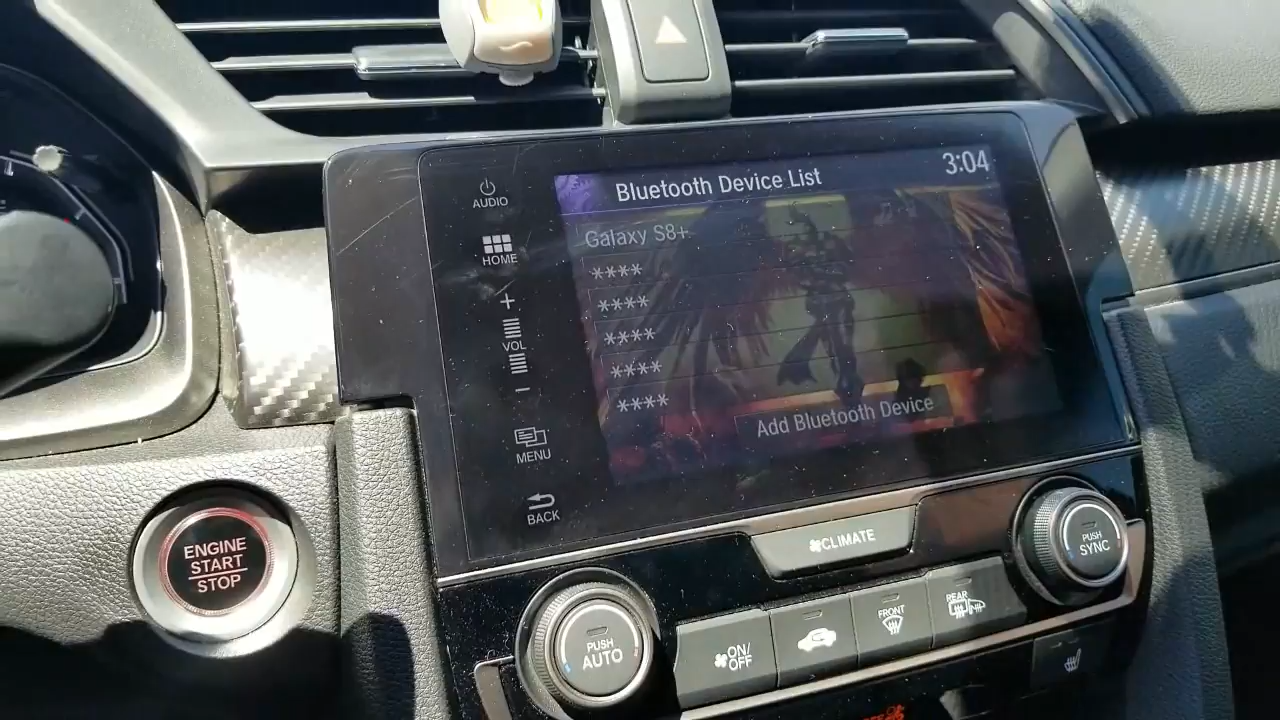 AUDIO
HOME
+
VOL
-
MENU
BACK
Bluetooth Device List
3:04
Galaxy S8+
****
****
****
****
****
Add Bluetooth Device
ENGINE
START
STOP
CLIMATE
PUSH
SYNC
PUSH
AUTO
ON/
OFF
FRONT
REAR